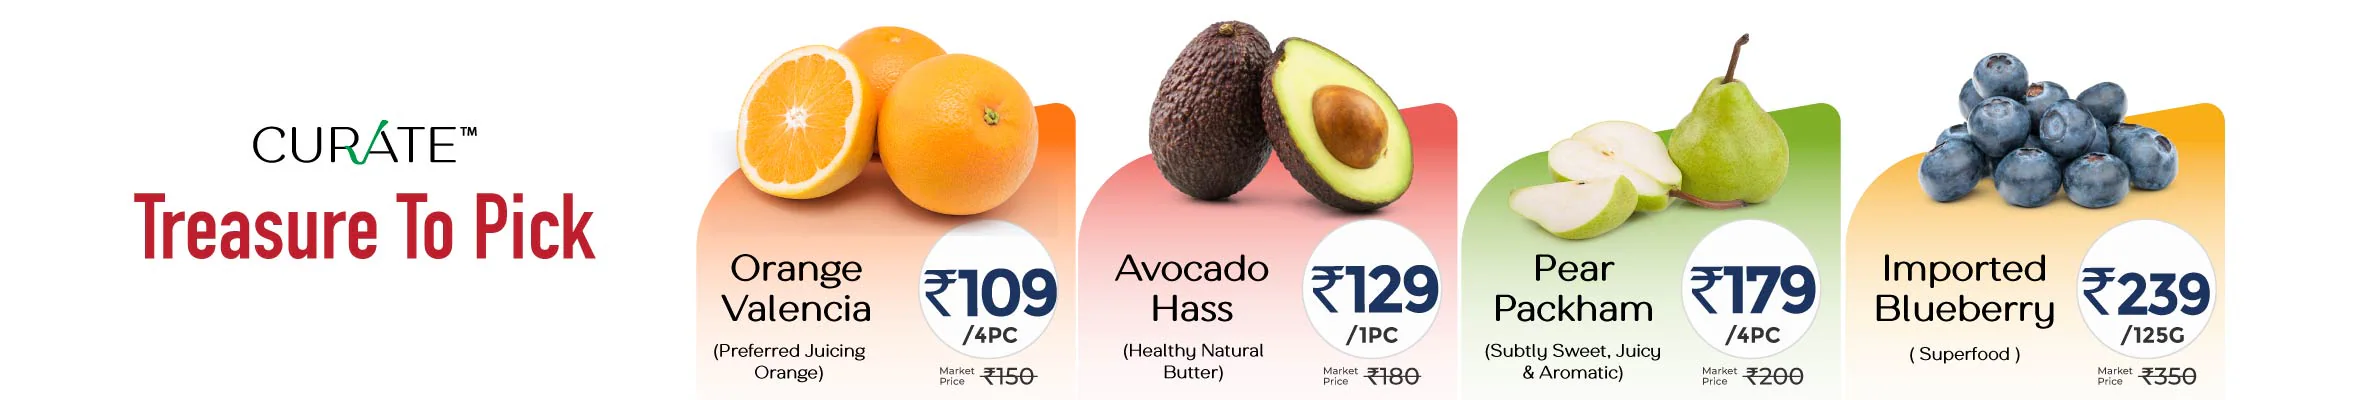 CURATE™
Treasure To Pick
Orange
Valencia
(Preferred Juicing
Orange)
₹109
/4PC
Market
Price ₹150
Avocado
Hass
(Healthy Natural
Butter)
₹129
/1PC
Market
Price ₹180
Pear
Packham
(Subtly Sweet, Juicy
& Aromatic)
₹179
/4PC
Market
Price ₹200
Imported
Blueberry
( Superfood )
₹239
/125G
Market
Price ₹350